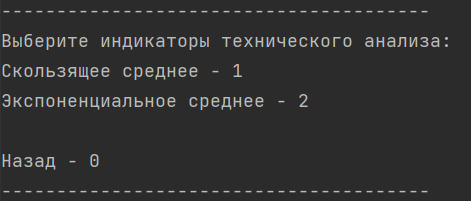 ---------------------------------------
Выберите индикаторы технического анализа:
Скользящее среднее - 1
Экспоненциальное среднее - 2
Назад - 0
---------------------------------------